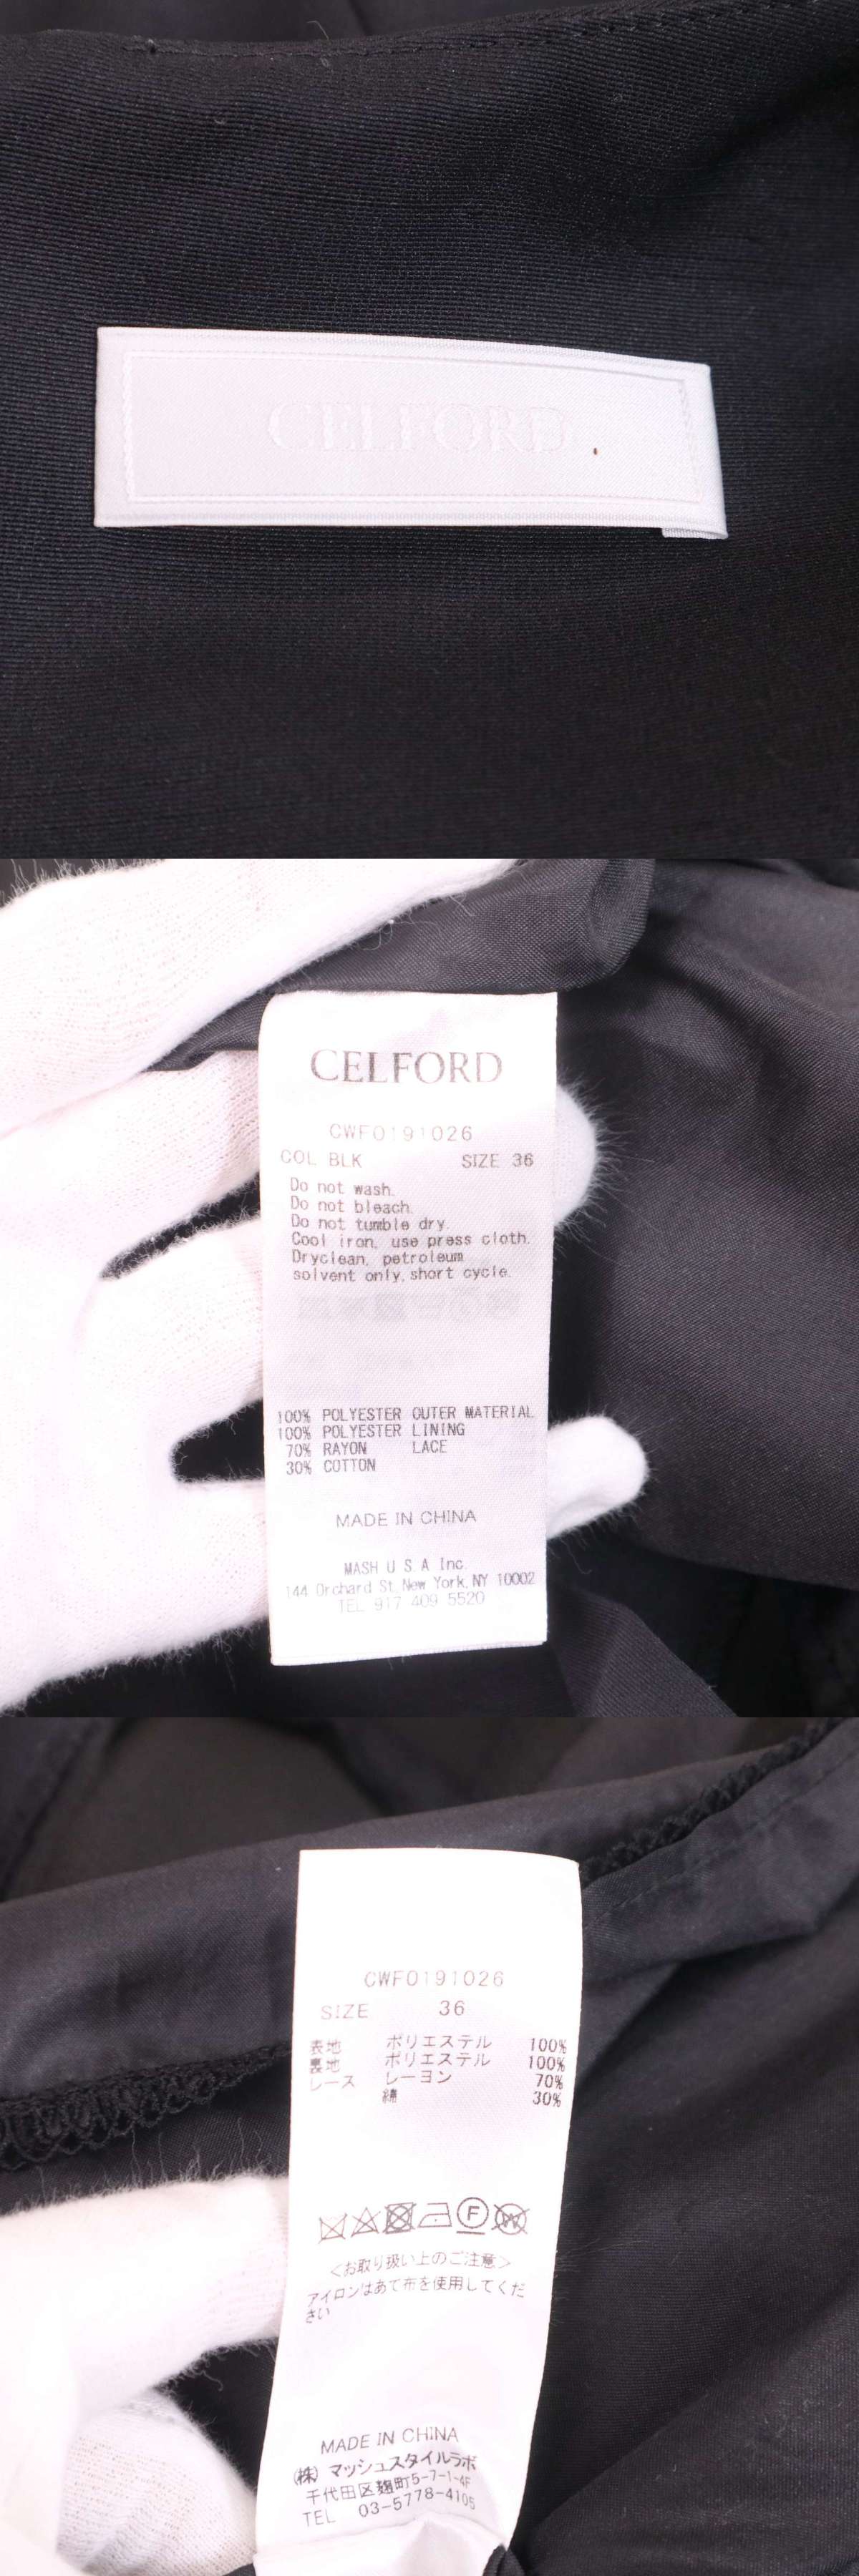 CELFORD
CELFORD
CWF0191026
COL BLK SIZE 36
Do not wash.
Do not bleach.
Do not tumble dry.
Cool iron, use press cloth.
Dryclean, petroleum
solvent only, short cycle.
100% POLYESTER OUTER MATERIAL
100% POLYESTER LINING
70% RAYON LACE
30% COTTON
MADE IN CHINA
MASH U S.A Inc.
144 Orchard St. New York, NY 10002
TEL 917 409 5520
CWF0191026
SIZE 36
表地 ポリエステル 100%
裏地 ポリエステル 100%
レース レーヨン 70%
綿 30%
F W
<お取り扱い上のご注意>
アイロンはあて布を使用してくだ
さい
MADE IN CHINA
(株) マッシュスタイルラボ
千代田区麹町5-7-1-4F
TEL 03-5778-4105